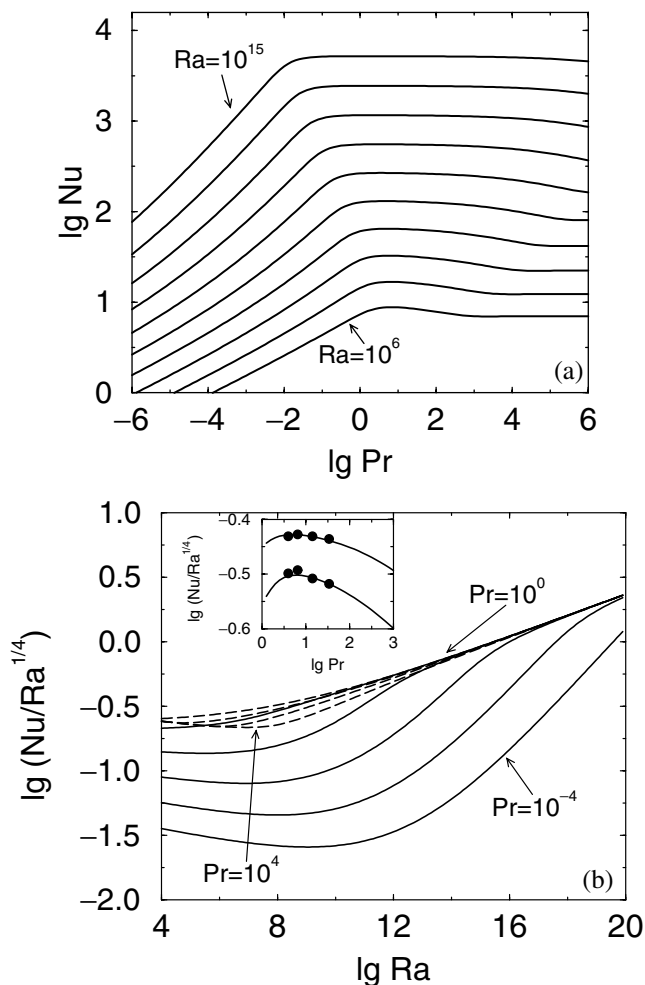 4
3
2
1
0
lg Nu
Ra=10^15
Ra=10^6
(a)
−6 −4 −2 0 2 4 6
lg Pr
1.0
0.5
0.0
−0.5
−1.0
−1.5
−2.0
lg (Nu/Ra^1/4)
−0.4
−0.5
−0.6
lg (Nu/Ra^1/4)
0 1 2 3
lg Pr
Pr=10^0
Pr=10^−4
Pr=10^4
(b)
4 8 12 16 20
lg Ra